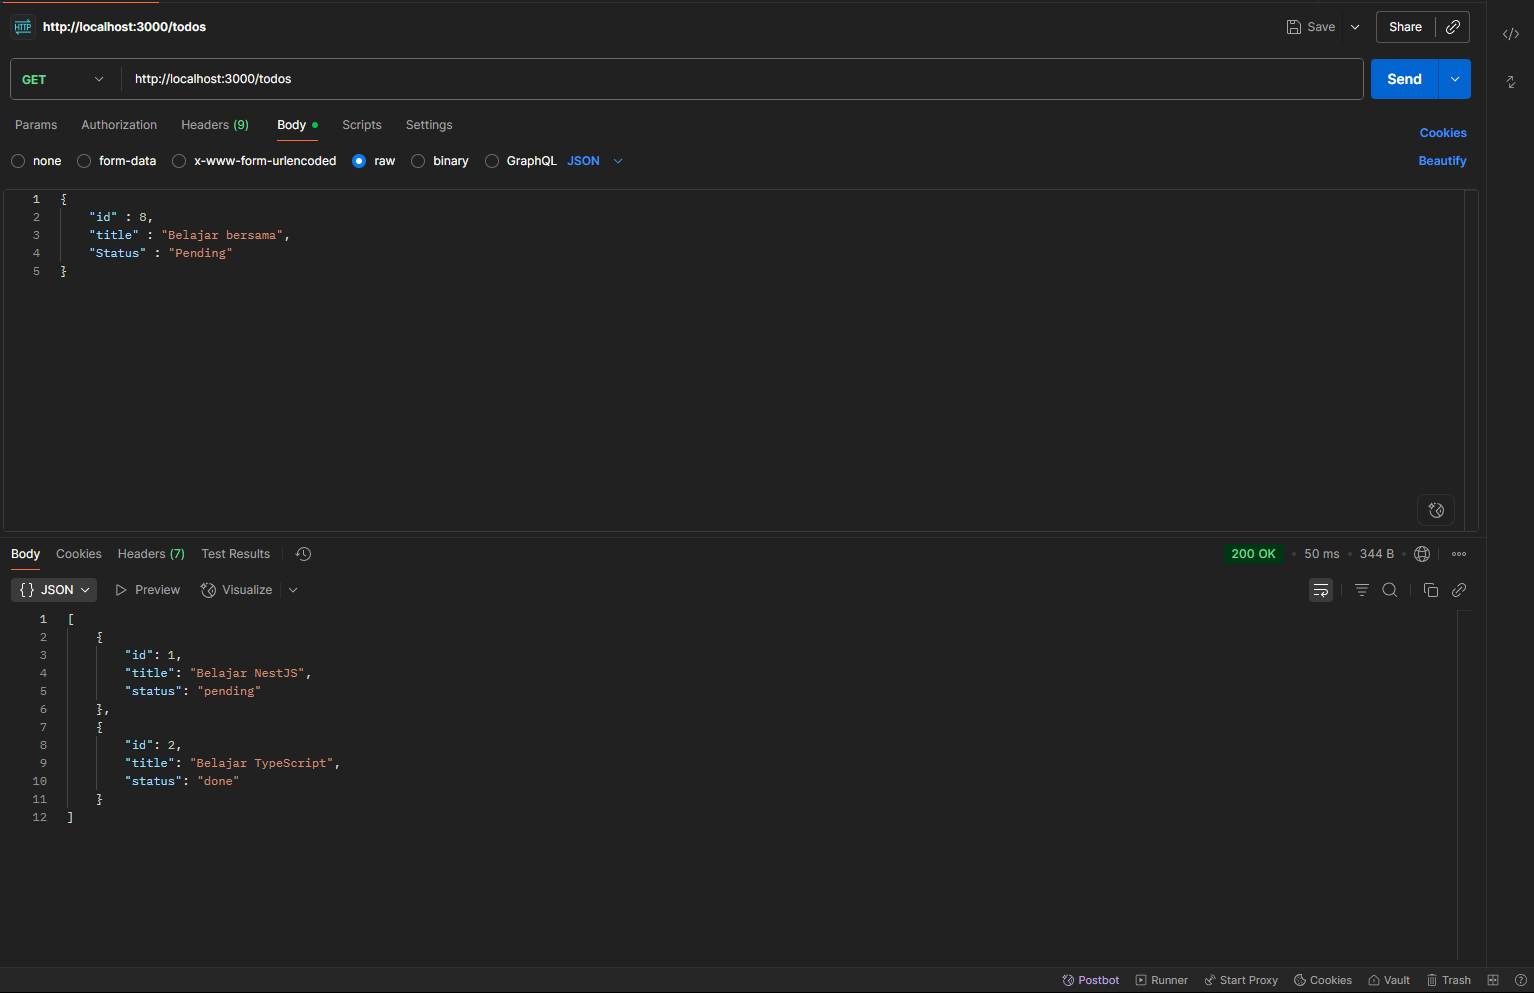 HTTP http://localhost:3000/todos Save Share
GET http://localhost:3000/todos Send
Params Authorization Headers (9) Body Scripts Settings Cookies
none form-data x-www-form-urlencoded raw binary GraphQL JSON Beautify
1 {
2 "id" : 8,
3 "title" : "Belajar bersama",
4 "Status" : "Pending"
5 }
Body Cookies Headers (7) Test Results 200 OK 50 ms 344 B
{} JSON Preview Visualize
1 [
2 {
3 "id": 1,
4 "title": "Belajar NestJS",
5 "status": "pending"
6 },
7 {
8 "id": 2,
9 "title": "Belajar TypeScript",
10 "status": "done"
11 }
12 ]
Postbot Runner Start Proxy Cookies Vault Trash